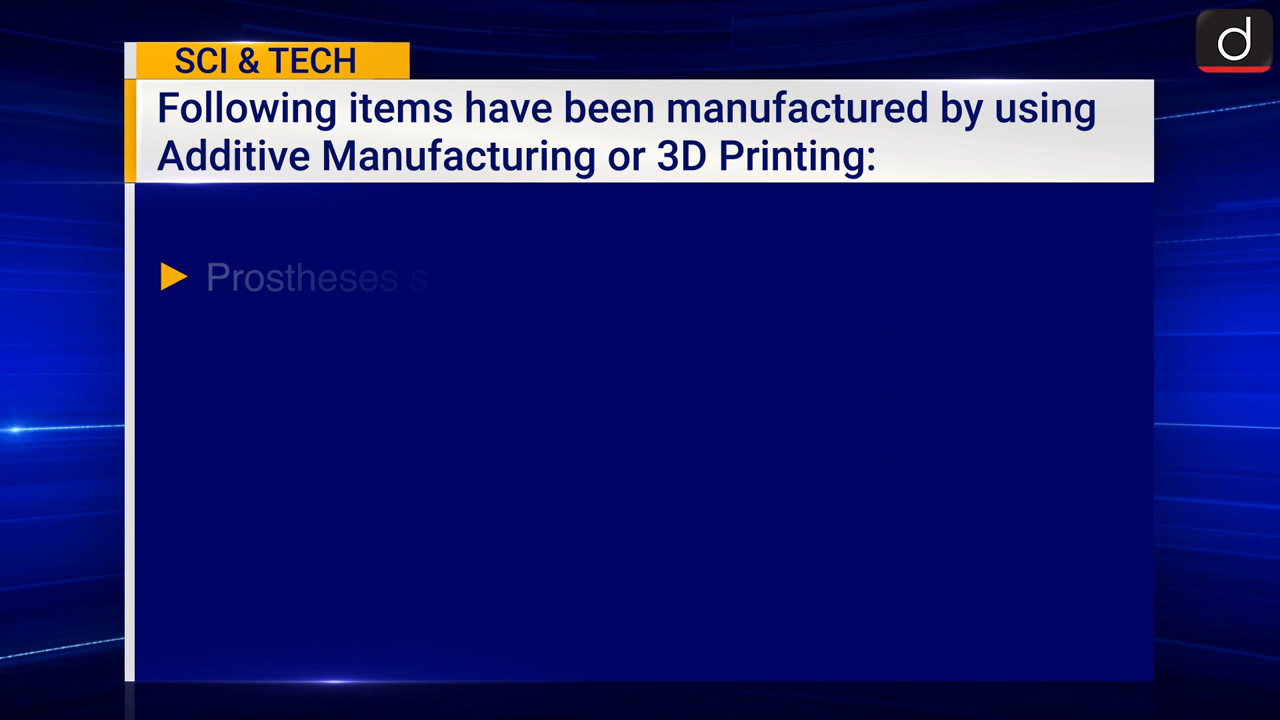 SCI & TECH
Following items have been manufactured by using
Additive Manufacturing or 3D Printing:
Prostheses s
d